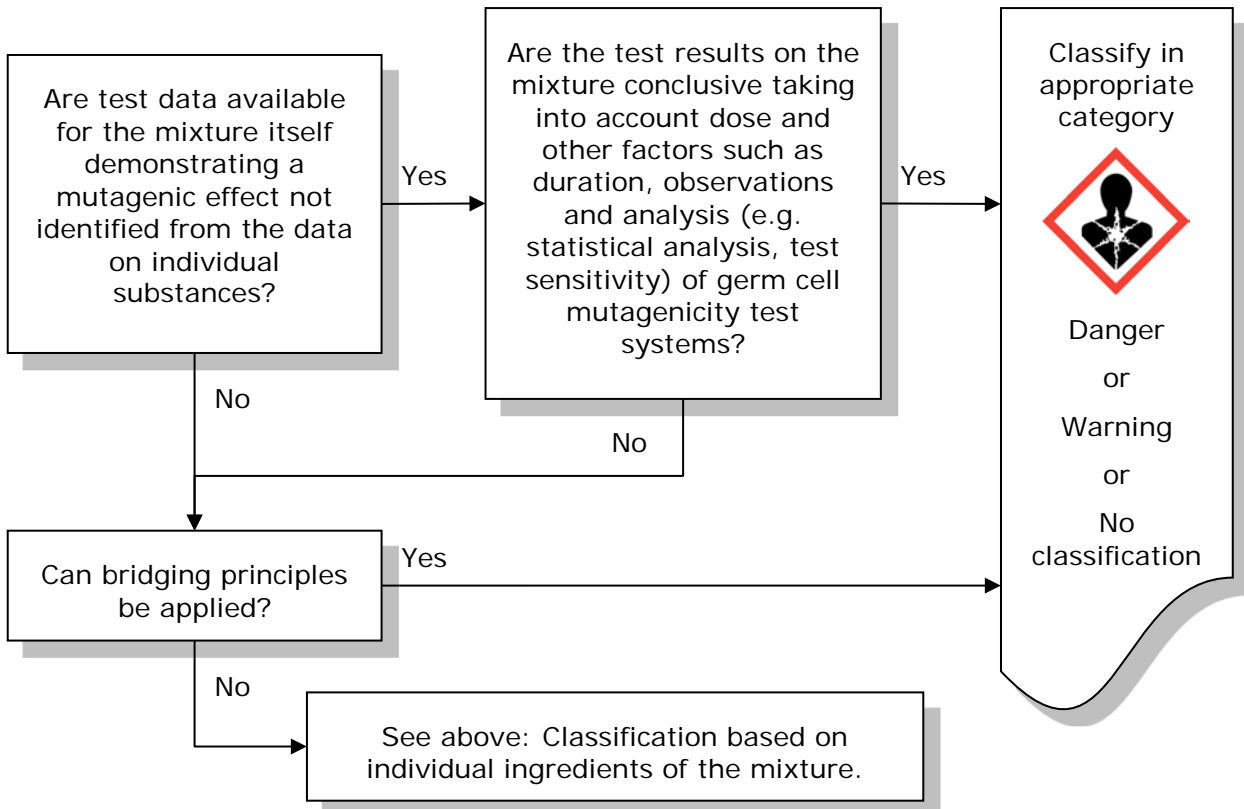 Are test data available
for the mixture itself
demonstrating a
mutagenic effect not
identified from the data
on individual
substances?
Yes
No
Are the test results on the
mixture conclusive taking
into account dose and
other factors such as
duration, observations
and analysis (e.g.
statistical analysis, test
sensitivity) of germ cell
mutagenicity test
systems?
Yes
No
Classify in
appropriate
category
Danger
or
Warning
or
No
classification
Can bridging principles
be applied?
Yes
No
See above: Classification based on
individual ingredients of the mixture.